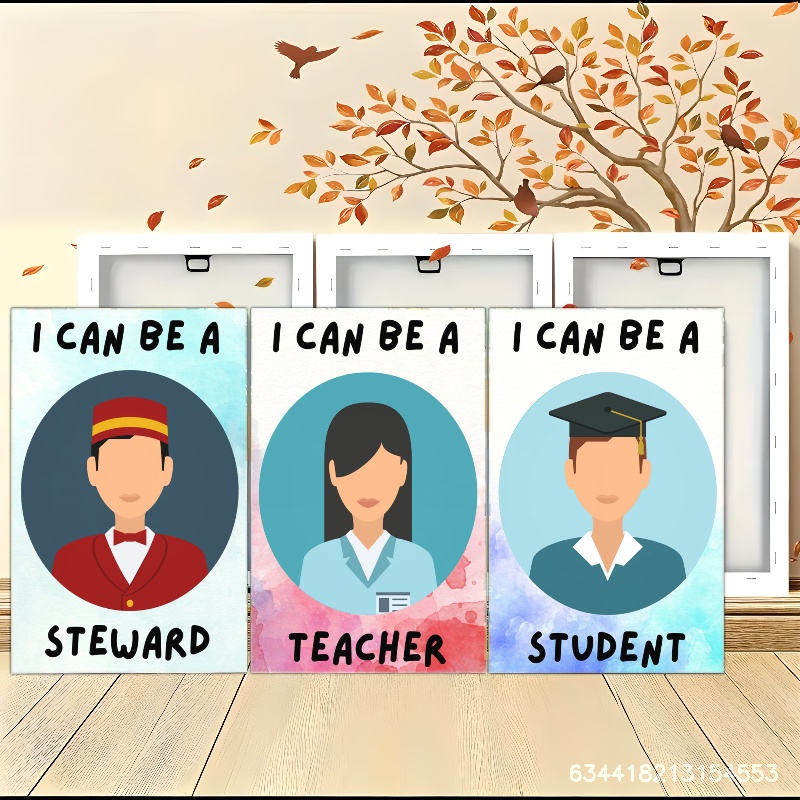 I CAN BE A
STEWARD
I CAN BE A
TEACHER
I CAN BE A
STUDENT
634418213154553